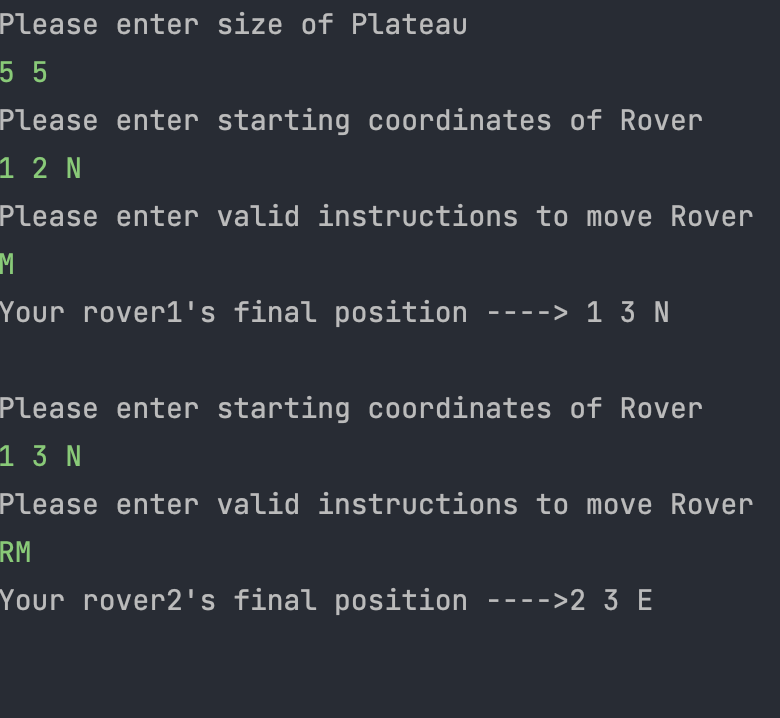 Please enter size of Plateau
5 5
Please enter starting coordinates of Rover
1 2 N
Please enter valid instructions to move Rover
M
Your rover1's final position ----> 1 3 N
Please enter starting coordinates of Rover
1 3 N
Please enter valid instructions to move Rover
RM
Your rover2's final position ---->2 3 E